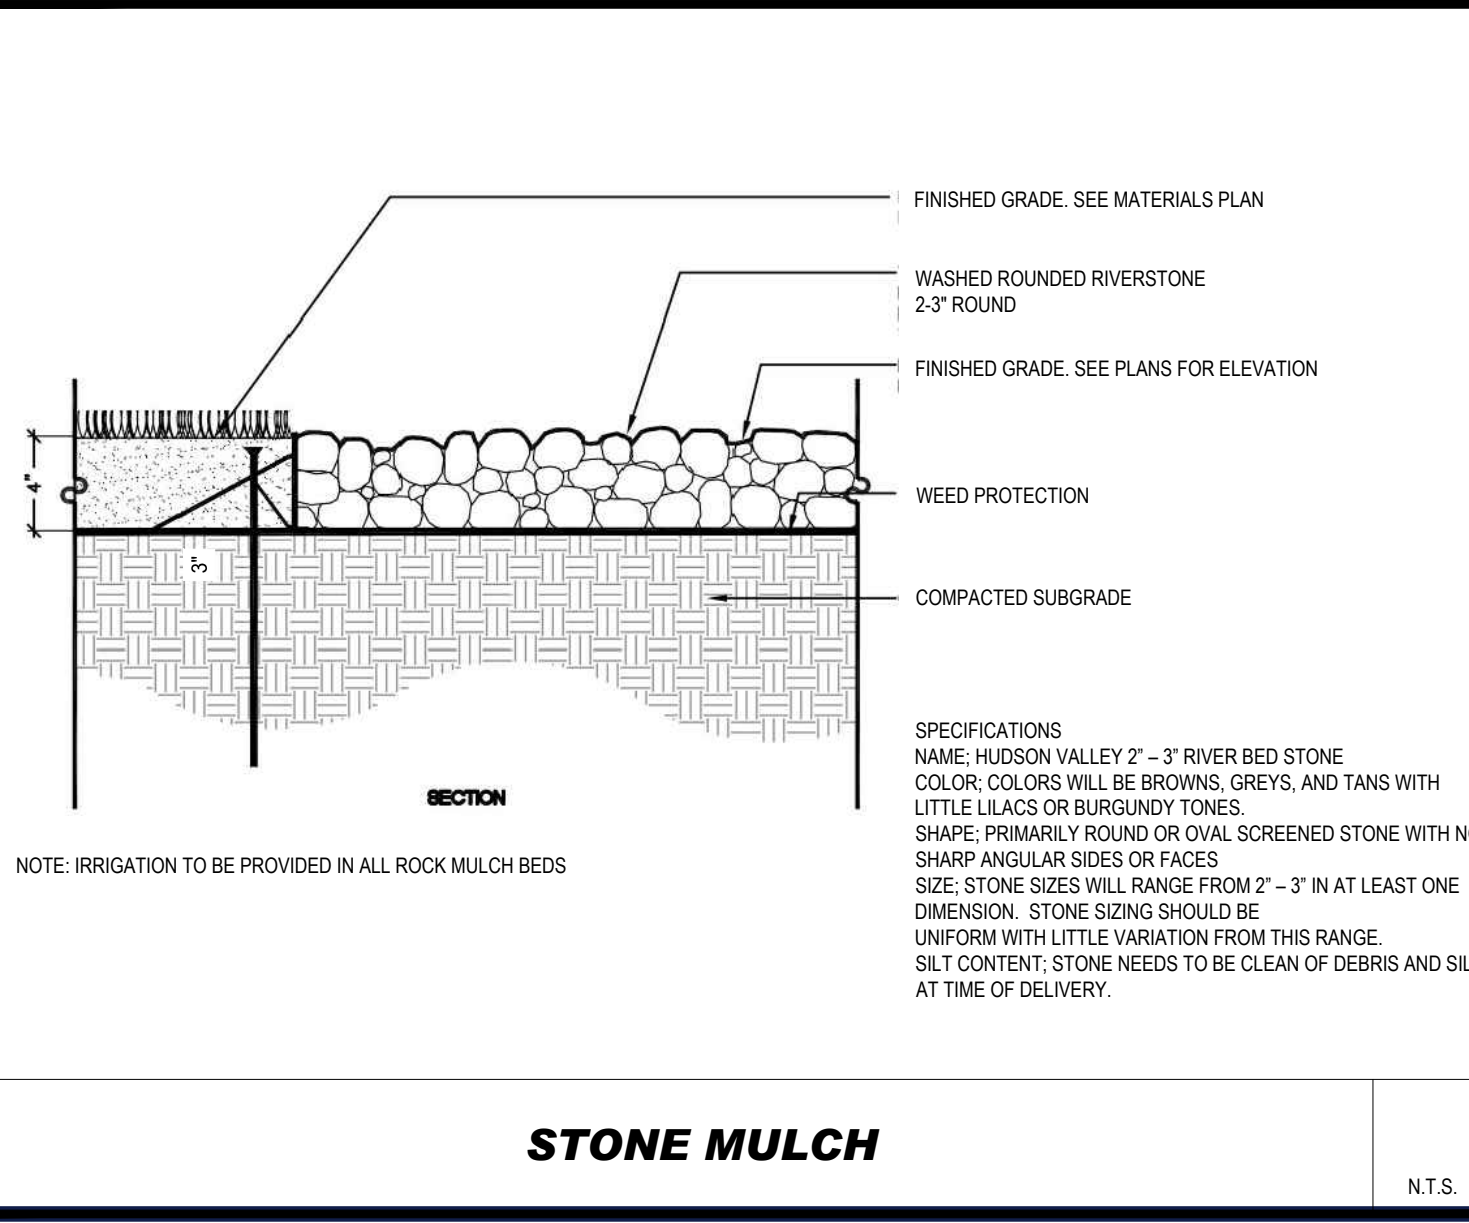 FINISHED GRADE. SEE MATERIALS PLAN
WASHED ROUNDED RIVERSTONE
2-3" ROUND
FINISHED GRADE. SEE PLANS FOR ELEVATION
4"
WEED PROTECTION
3"
COMPACTED SUBGRADE
SPECIFICATIONS
NAME; HUDSON VALLEY 2” – 3” RIVER BED STONE
COLOR; COLORS WILL BE BROWNS, GREYS, AND TANS WITH
LITTLE LILACS OR BURGUNDY TONES.
SHAPE; PRIMARILY ROUND OR OVAL SCREENED STONE WITH
SHARP ANGULAR SIDES OR FACES
SIZE; STONE SIZES WILL RANGE FROM 2” – 3” IN AT LEAST ONE
DIMENSION. STONE SIZING SHOULD BE
UNIFORM WITH LITTLE VARIATION FROM THIS RANGE.
SILT CONTENT; STONE NEEDS TO BE CLEAN OF DEBRIS AND
AT TIME OF DELIVERY.
SECTION
NOTE: IRRIGATION TO BE PROVIDED IN ALL ROCK MULCH BEDS
STONE MULCH
N.T.S.